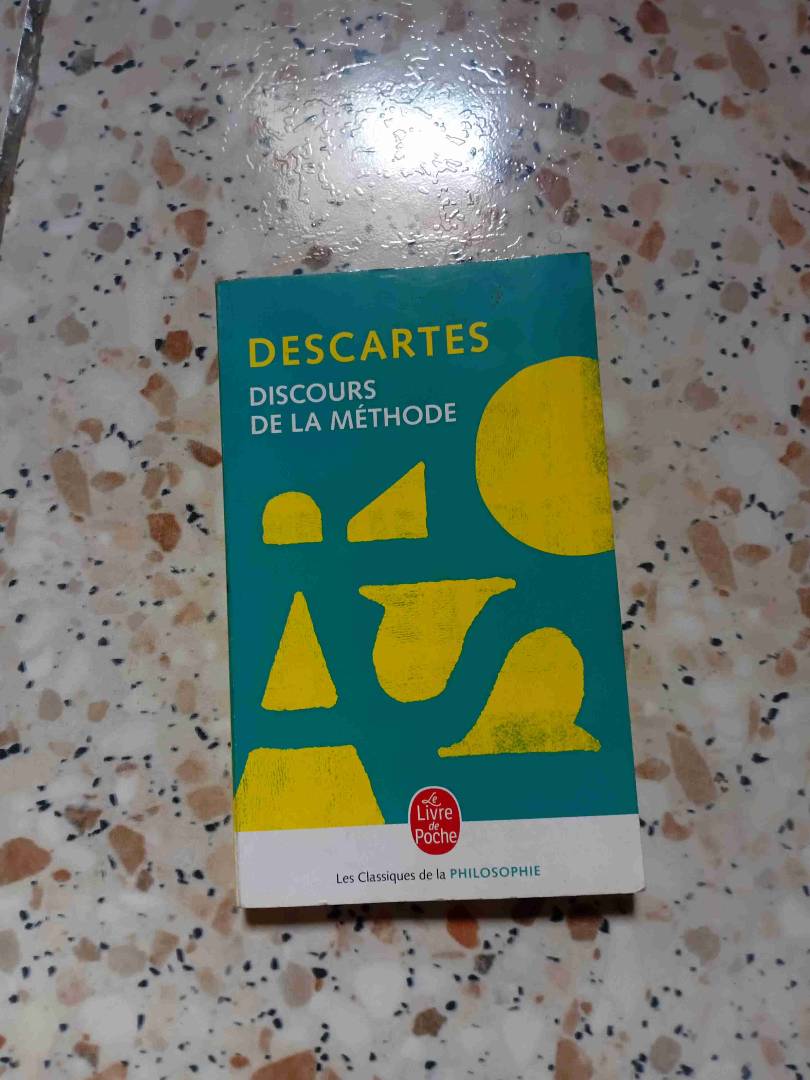 DESCARTES
DISCOURS
DE LA MÉTHODE
Le
Livre
de
Poche
Les Classiques de la PHILOSOPHIE